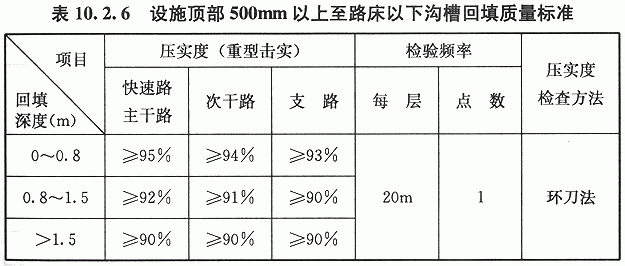 表 10.2.6 设施顶部 500mm 以上至路床以下沟槽回填质量标准
项目
回填
深度(m)
压实度（重型击实）
检验频率
压实度
检查方法
快速路
主干路
次干路
支 路
每 层
点 数
0～0.8
≥95%
≥94%
≥93%
20m
1
环刀法
0.8～1.5
≥92%
≥91%
≥90%
>1.5
≥90%
≥90%
≥90%